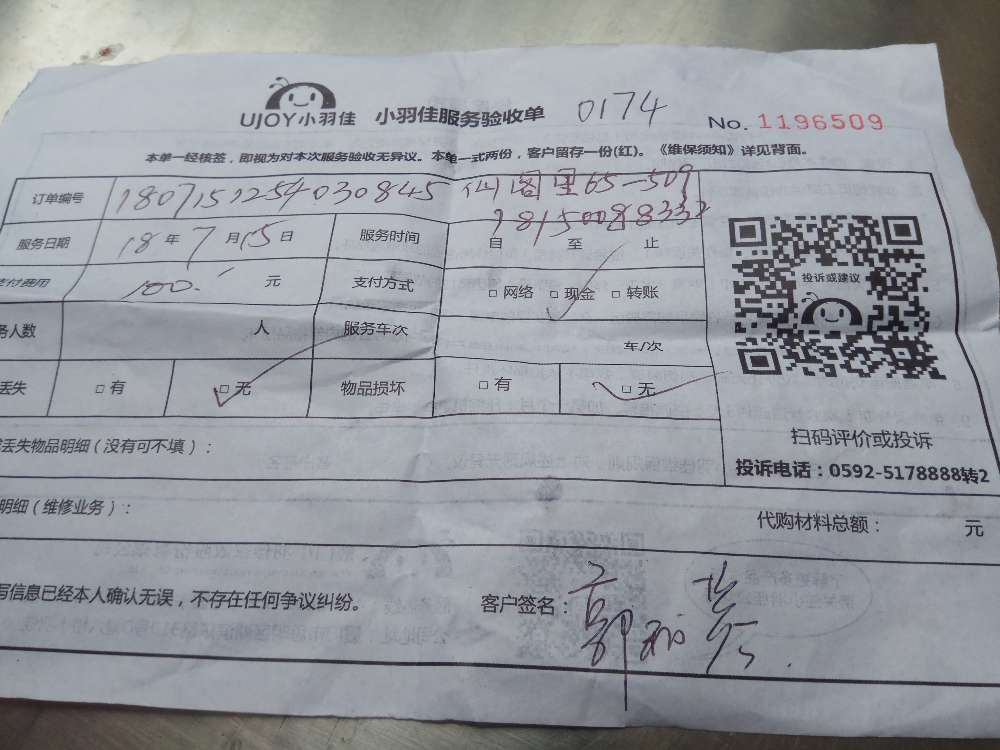 UJOY小羽佳 小羽佳服务验收单 0174 No. 1196509
本单一经核签，即视为对本次服务验收无异议。本单一式两份，客户留存一份(红)。《维保须知》详见背面。
订单编号 1807151254030845 仙阁里65-509
18150088332
服务日期 18 年 7 月 15 日 服务时间 自 至 止
支付费用 100. 元 支付方式 □ 网络 □ 现金 □ 转账
投诉或建议
务人数 人 服务车次 车/次
丢失 □ 有 □ 无 物品损坏 □ 有 □ 无
扫码评价或投诉
丢失物品明细（没有可不填）：
投诉电话：0592-5178888转2
明细（维修业务）： 代购材料总额： 元
写信息已经本人确认无误，不存在任何争议纠纷。 客户签名：郭